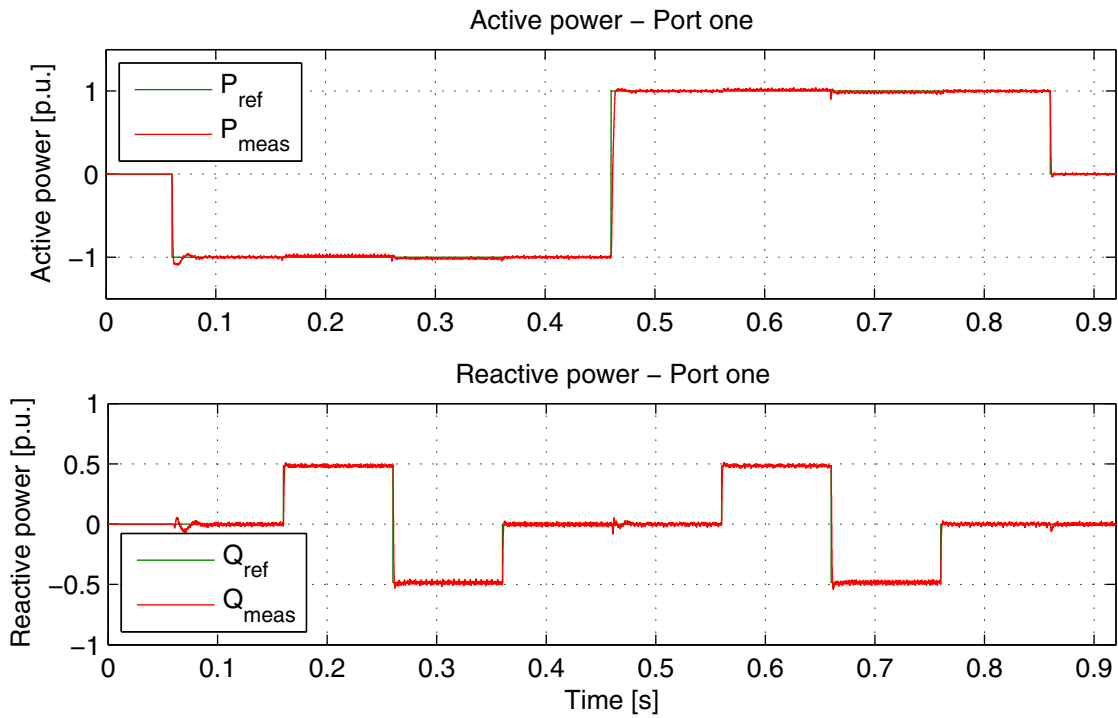 Active power – Port one
Active power [p.u.]
1
0
−1
P_ref
P_meas
0 0.1 0.2 0.3 0.4 0.5 0.6 0.7 0.8 0.9
Reactive power – Port one
Reactive power [p.u.]
1
0.5
0
−0.5
−1
Q_ref
Q_meas
0 0.1 0.2 0.3 0.4 0.5 0.6 0.7 0.8 0.9
Time [s]